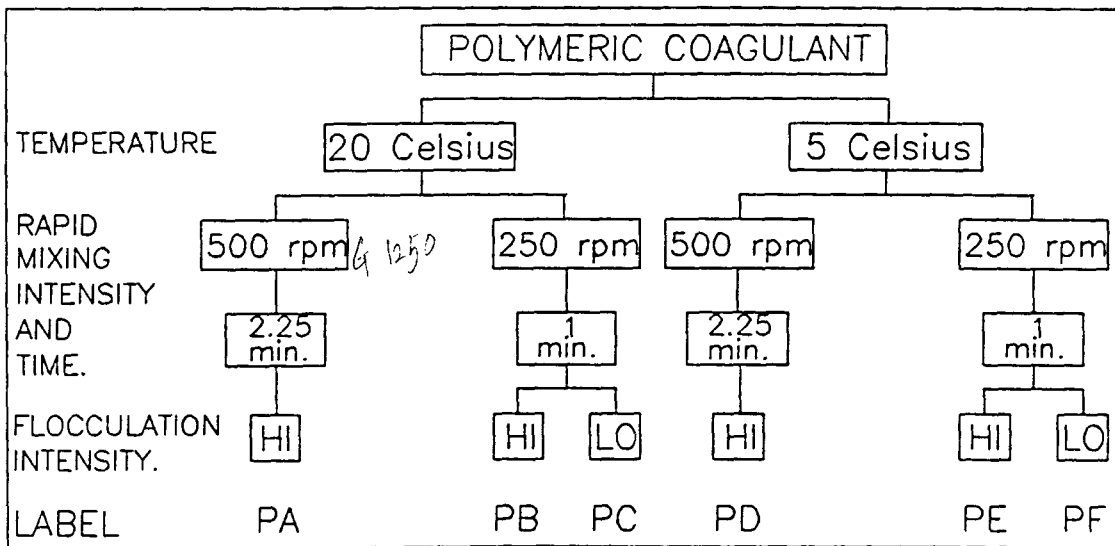 POLYMERIC COAGULANT
TEMPERATURE
20 Celsius
5 Celsius
RAPID
MIXING
INTENSITY
AND
TIME.
500 rpm
G 1250
250 rpm
500 rpm
250 rpm
2.25
min.
1
min.
2.25
min.
1
min.
FLOCCULATION
INTENSITY.
HI
HI
LO
HI
HI
LO
LABEL
PA
PB
PC
PD
PE
PF